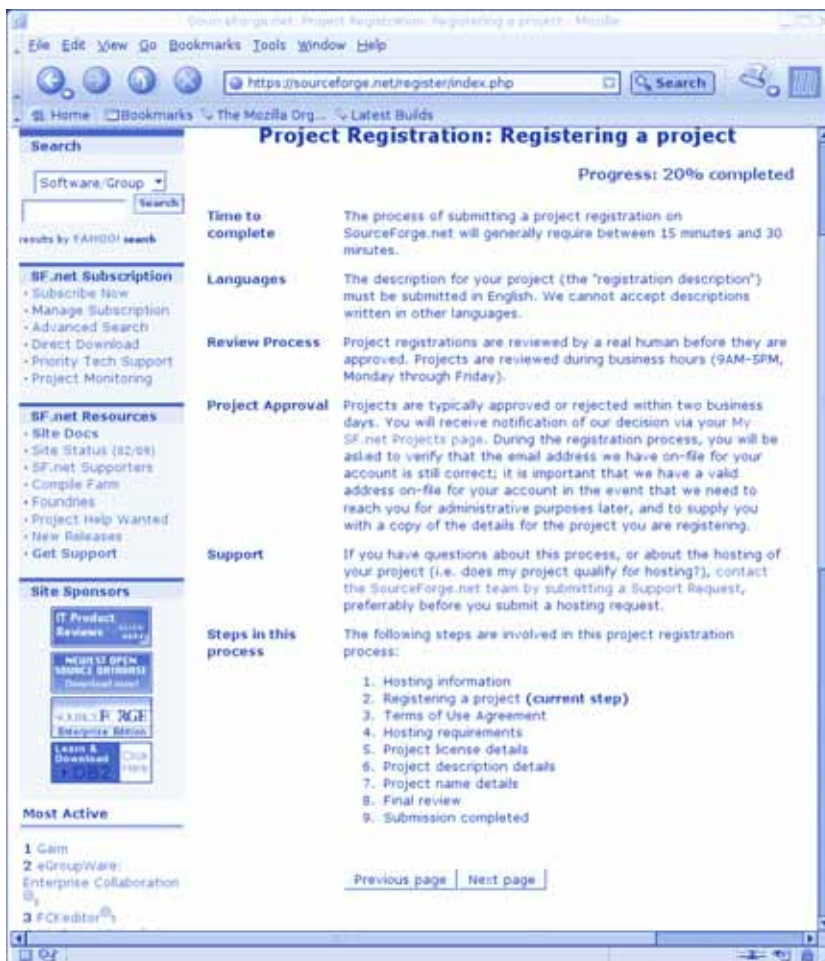 SourceForge.net: Project Registration: Registering a project - Mozilla
File Edit View Go Bookmarks Tools Window Help
https://sourceforge.net/register/index.php
Search
Home Bookmarks The Mozilla Org... Latest Builds
Search
Software/Group
Search
results by YAHOO! search
SF.net Subscription
· Subscribe Now
· Manage Subscription
· Advanced Search
· Direct Download
· Priority Tech Support
· Project Monitoring
SF.net Resources
· Site Docs
· Site Status (02/09)
· SF.net Supporters
· Compile Farm
· Foundries
· Project Help Wanted
· New Releases
· Get Support
Site Sponsors
IT Product
Reviews
NEWEST OPEN
SOURCE DATABASE
Download now!
Enterprise Edition
Learn &
Download
DB2
Click
Here
Most Active
1 Gaim
2 eGroupWare:
Enterprise Collaboration
3 FCKeditor
Project Registration: Registering a project
Progress: 20% completed
Time to
complete
The process of submitting a project registration on
SourceForge.net will generally require between 15 minutes and 30
minutes.
Languages
The description for your project (the "registration description")
must be submitted in English. We cannot accept descriptions
written in other languages.
Review Process
Project registrations are reviewed by a real human before they are
approved. Projects are reviewed during business hours (9AM-5PM,
Monday through Friday).
Project Approval
Projects are typically approved or rejected within two business
days. You will receive notification of our decision via your My
SF.net Projects page. During the registration process, you will be
asked to verify that the email address we have on-file for your
account is still correct; it is important that we have a valid
address on-file for your account in the event that we need to
reach you for administrative purposes later, and to supply you
with a copy of the details for the project you are registering.
Support
If you have questions about this process, or about the hosting of
your project (i.e. does my project qualify for hosting?), contact
the SourceForge.net team by submitting a Support Request,
preferrably before you submit a hosting request.
Steps in this
process
The following steps are involved in this project registration
process:
1. Hosting information
2. Registering a project (current step)
3. Terms of Use Agreement
4. Hosting requirements
5. Project license details
6. Project description details
7. Project name details
8. Final review
9. Submission completed
Previous page Next page